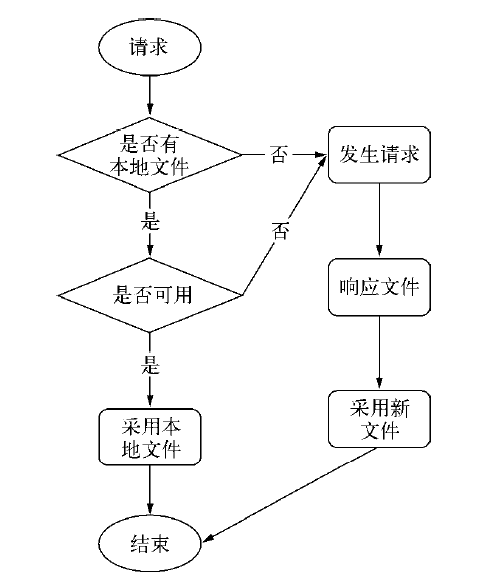 请求
是否有
本地文件
否
发生请求
是
否
是否可用
响应文件
是
采用本
地文件
采用新
文件
结束